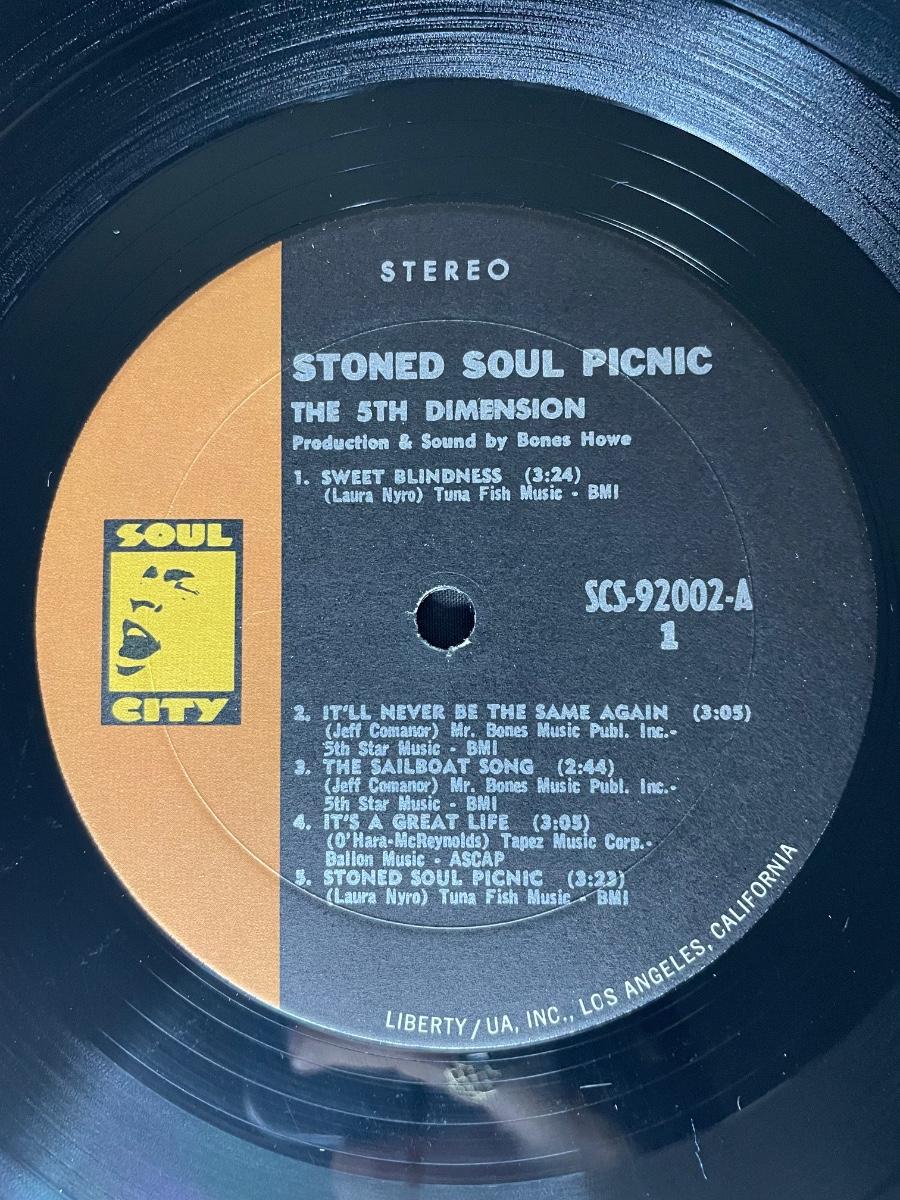 STEREO
STONED SOUL PICNIC
THE 5TH DIMENSION
Production & Sound by Bones Howe
1. SWEET BLINDNESS (3:24)
(Laura Nyro) Tuna Fish Music - BMI
SOUL
CITY
SCS-92002-A
1
2. IT'LL NEVER BE THE SAME AGAIN (3:05)
(Jeff Comanor) Mr. Bones Music Publ. Inc.-
5th Star Music - BMI
3. THE SAILBOAT SONG (2:44)
(Jeff Comanor) Mr. Bones Music Publ. Inc.-
5th Star Music - BMI
4. IT'S A GREAT LIFE (3:05)
(O'Hara-McReynolds) Tapez Music Corp.-
Ballon Music - ASCAP
5. STONED SOUL PICNIC (3:23)
(Laura Nyro) Tuna Fish Music - BMI
LIBERTY/UA, INC., LOS ANGELES, CALIFORNIA